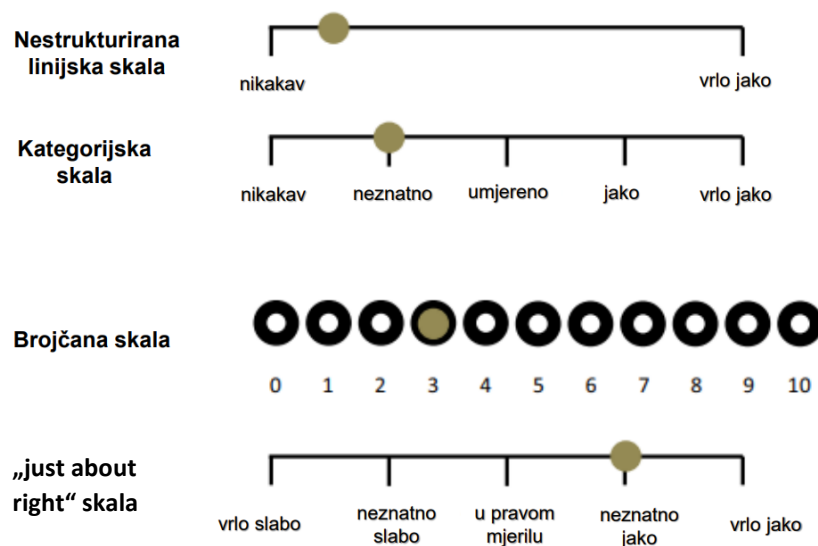 Nestrukturirana
linijska skala
nikakav
vrlo jako
Kategorijska
skala
nikakav
neznatno
umjereno
jako
vrlo jako
Brojčana skala
0 1 2 3 4 5 6 7 8 9 10
„just about
right“ skala
vrlo slabo
neznatno
slabo
u pravom
mjerilu
neznatno
jako
vrlo jako